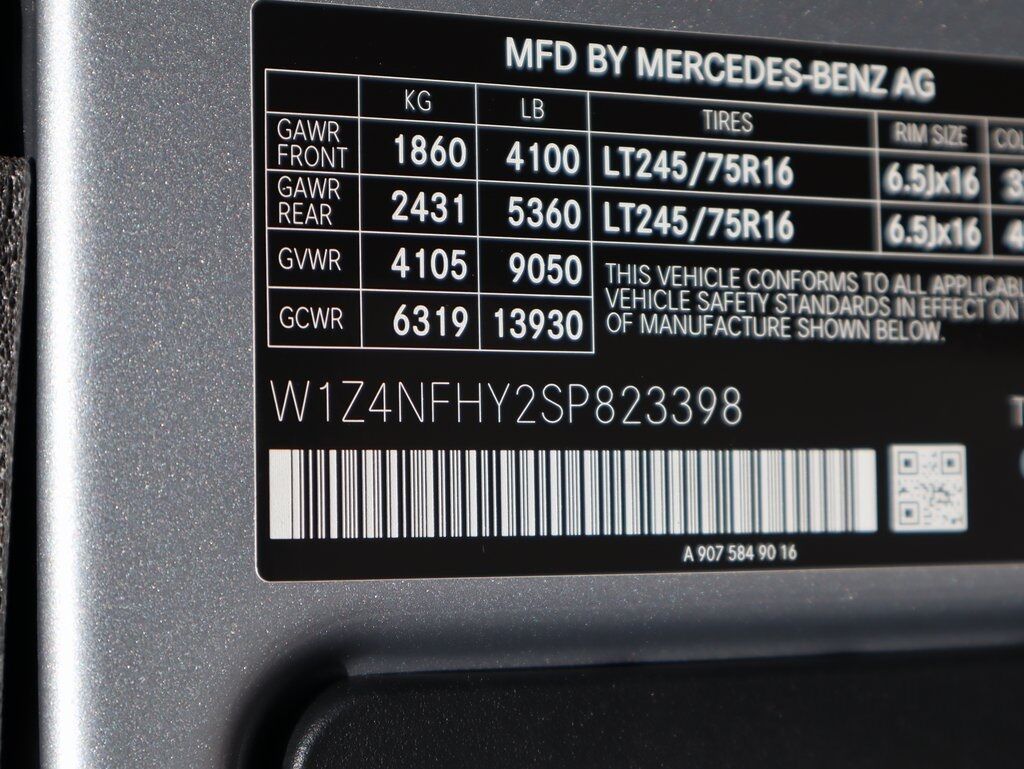 MFD BY MERCEDES-BENZ AG
KG LB TIRES RIM SIZE
GAWR FRONT 1860 4100 LT245/75R16 6.5Jx16
GAWR REAR 2431 5360 LT245/75R16 6.5Jx16
GVWR 4105 9050
GCWR 6319 13930
THIS VEHICLE CONFORMS TO ALL
VEHICLE SAFETY STANDARDS IN EFFECT ON
OF MANUFACTURE SHOWN BELOW.
W1Z4NFHY2SP823398
A 907 584 90 16